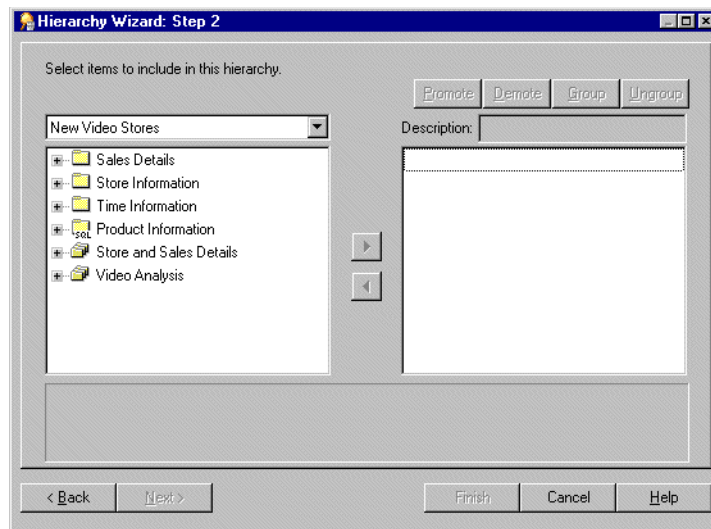 Hierarchy Wizard: Step 2
Select items to include in this hierarchy.
Promote Demote Group Ungroup
New Video Stores
Description:
Sales Details
Store Information
Time Information
SQL Product Information
Store and Sales Details
Video Analysis
< Back Next > Finish Cancel Help